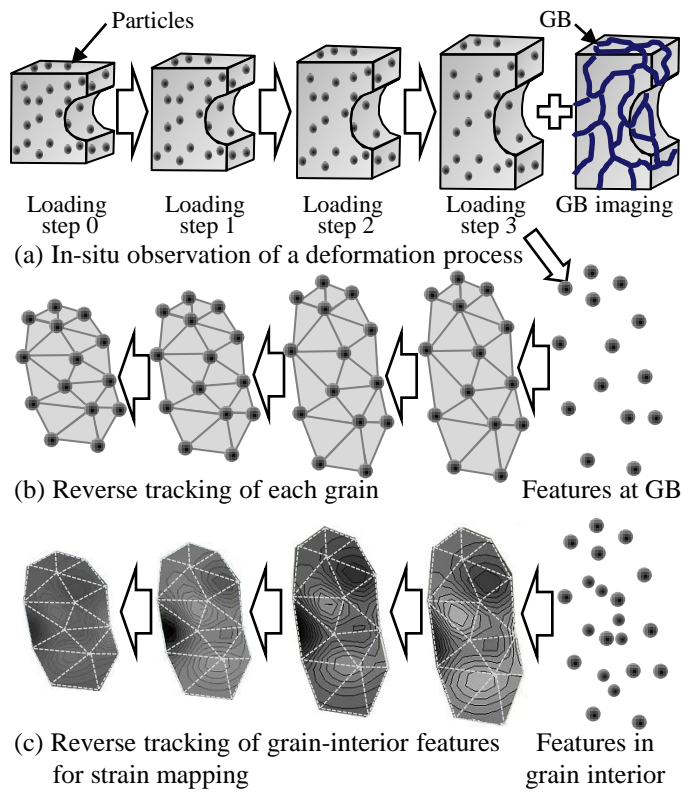 Particles
GB
Loading
step 0
Loading
step 1
Loading
step 2
Loading
step 3
GB imaging
(a) In-situ observation of a deformation process
(b) Reverse tracking of each grain
Features at GB
(c) Reverse tracking of grain-interior features
for strain mapping
Features in
grain interior